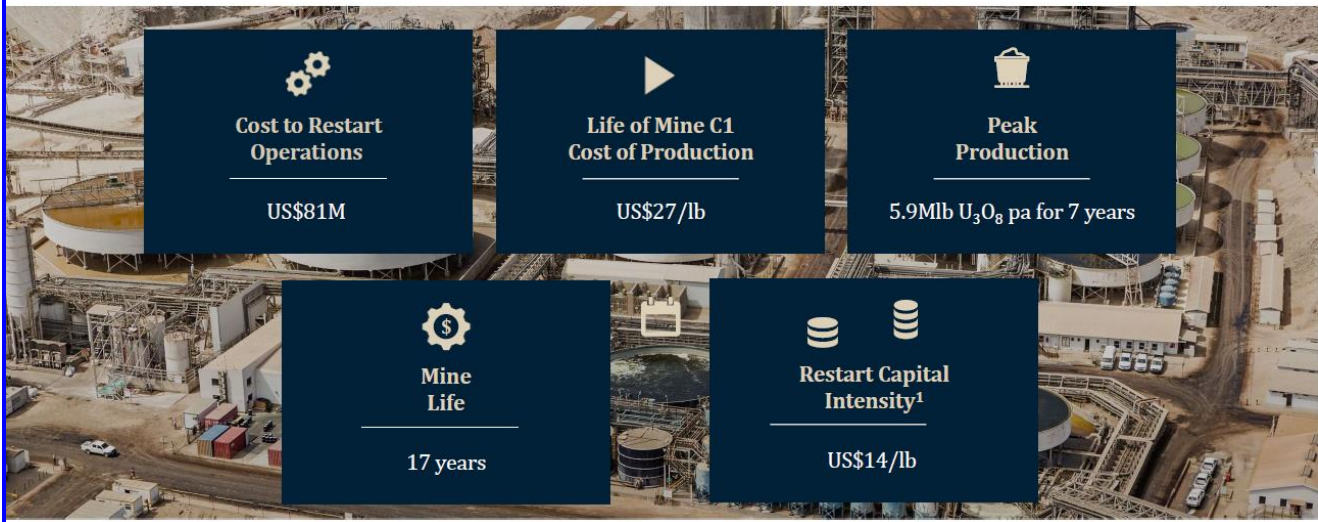 Cost to Restart
Operations
US$81M
Life of Mine C1
Cost of Production
US$27/lb
Peak
Production
5.9Mlb U₃O₈ pa for 7 years
$
Mine
Life
17 years
Restart Capital
Intensity¹
US$14/lb